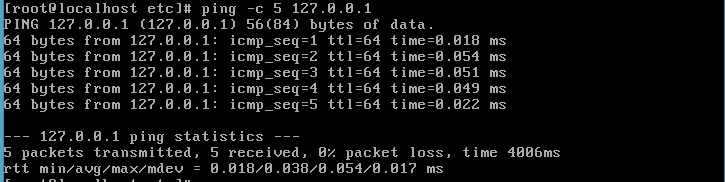 [root@localhost etc]# ping -c 5 127.0.0.1
PING 127.0.0.1 (127.0.0.1) 56(84) bytes of data.
64 bytes from 127.0.0.1: icmp_seq=1 ttl=64 time=0.018 ms
64 bytes from 127.0.0.1: icmp_seq=2 ttl=64 time=0.054 ms
64 bytes from 127.0.0.1: icmp_seq=3 ttl=64 time=0.051 ms
64 bytes from 127.0.0.1: icmp_seq=4 ttl=64 time=0.049 ms
64 bytes from 127.0.0.1: icmp_seq=5 ttl=64 time=0.022 ms
--- 127.0.0.1 ping statistics ---
5 packets transmitted, 5 received, 0% packet loss, time 4006ms
rtt min/avg/max/mdev = 0.018/0.038/0.054/0.017 ms